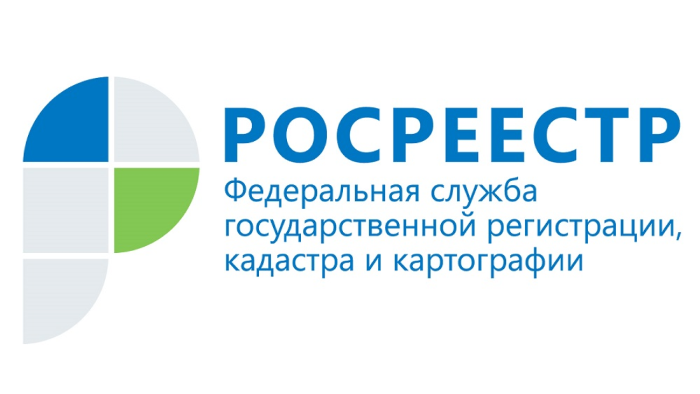 РОСРЕЕСТР
Федеральная служба
государственной регистрации,
кадастра и картографии